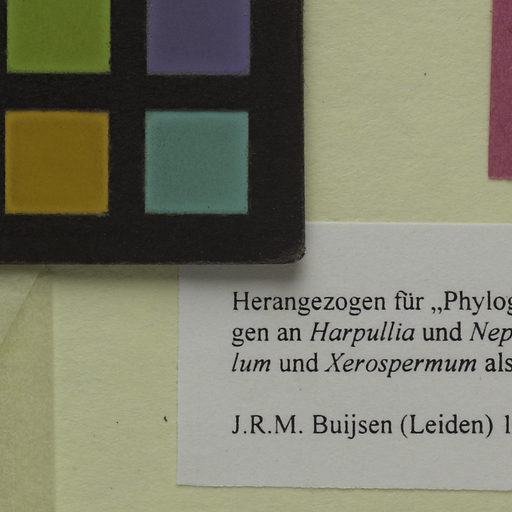 Herangezogen für „Phylog
gen an Harpullia und Nep
lum und Xerospermum als
J.R.M. Buijsen (Leiden) 1